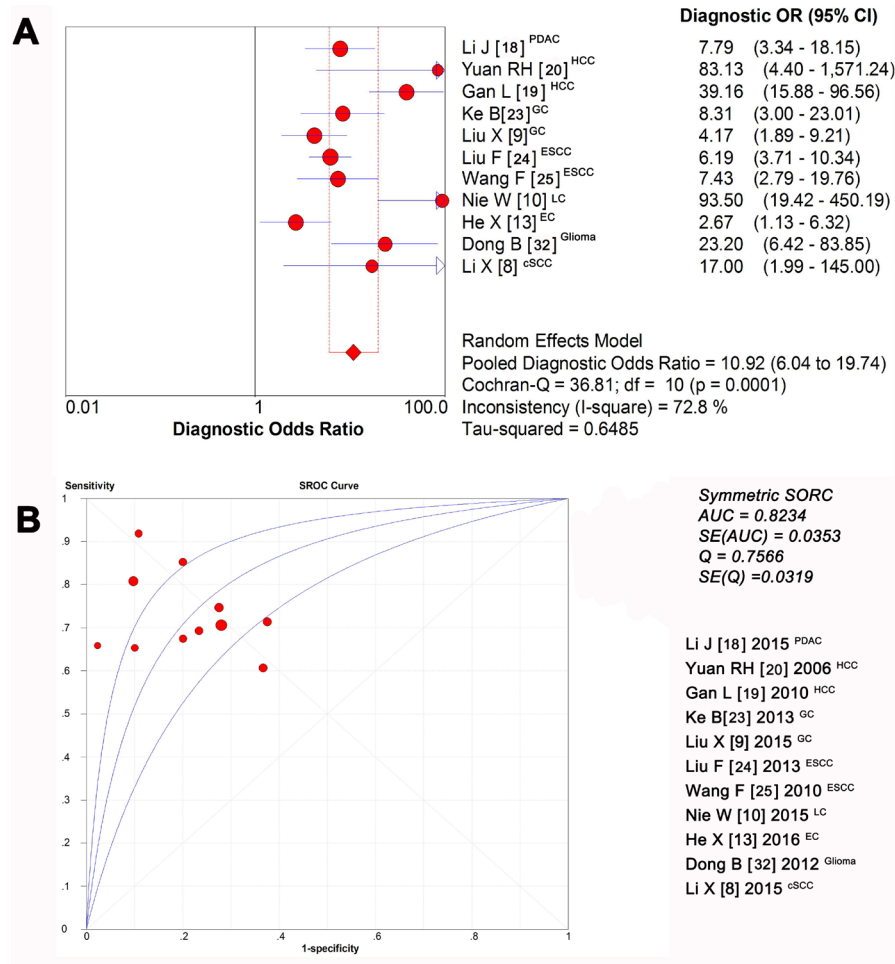 A
Diagnostic OR (95% CI)
Li J [18] PDAC 7.79 (3.34 - 18.15)
Yuan RH [20] HCC 83.13 (4.40 - 1,571.24)
Gan L [19] HCC 39.16 (15.88 - 96.56)
Ke B[23] GC 8.31 (3.00 - 23.01)
Liu X [9] GC 4.17 (1.89 - 9.21)
Liu F [24] ESCC 6.19 (3.71 - 10.34)
Wang F [25] ESCC 7.43 (2.79 - 19.76)
Nie W [10] LC 93.50 (19.42 - 450.19)
He X [13] EC 2.67 (1.13 - 6.32)
Dong B [32] Glioma 23.20 (6.42 - 83.85)
Li X [8] cSCC 17.00 (1.99 - 145.00)
Random Effects Model
Pooled Diagnostic Odds Ratio = 10.92 (6.04 to 19.74)
Cochran-Q = 36.81; df = 10 (p = 0.0001)
Inconsistency (I-square) = 72.8 %
Tau-squared = 0.6485
0.01 1 100.0
Diagnostic Odds Ratio
B
Sensitivity SROC Curve
1
.9
.8
.7
.6
.5
.4
.3
.2
.1
0
0 .2 .4 .6 .8 1
1-specificity
Symmetric SORC
AUC = 0.8234
SE(AUC) = 0.0353
Q = 0.7566
SE(Q) =0.0319
Li J [18] 2015 PDAC
Yuan RH [20] 2006 HCC
Gan L [19] 2010 HCC
Ke B[23] 2013 GC
Liu X [9] 2015 GC
Liu F [24] 2013 ESCC
Wang F [25] 2010 ESCC
Nie W [10] 2015 LC
He X [13] 2016 EC
Dong B [32] 2012 Glioma
Li X [8] 2015 cSCC